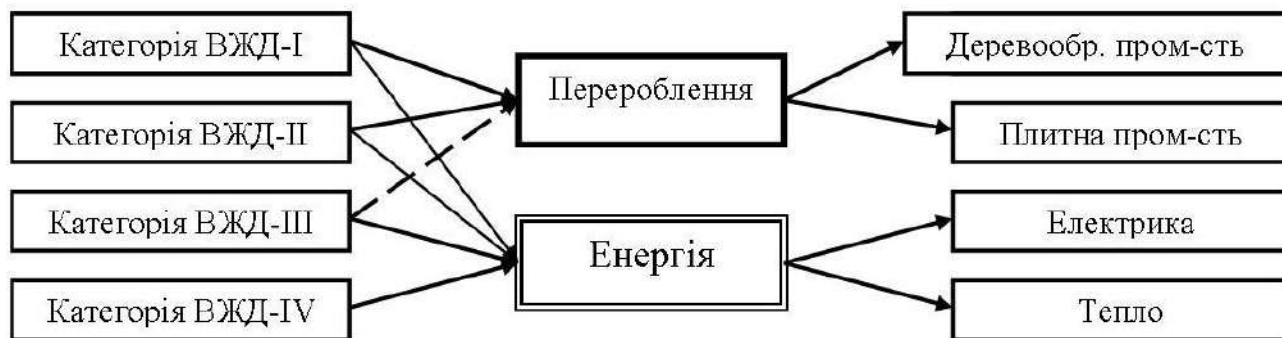 Категорія ВЖД-I
Категорія ВЖД-II
Категорія ВЖД-III
Категорія ВЖД-IV
Перероблення
Енергія
Деревообр. пром-сть
Плитна пром-сть
Електрика
Тепло